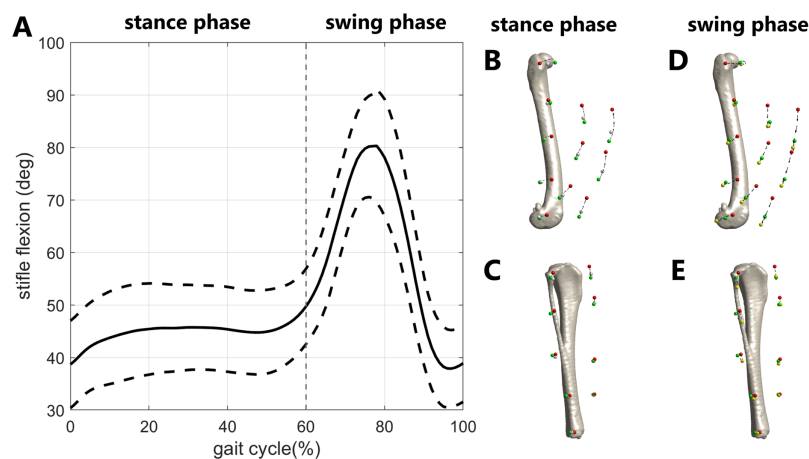 A
stance phase
swing phase
stance phase
swing phase
B
D
C
E
100
90
80
70
60
50
40
30
stifle flexion (deg)
0
20
40
60
80
100
gait cycle(%)